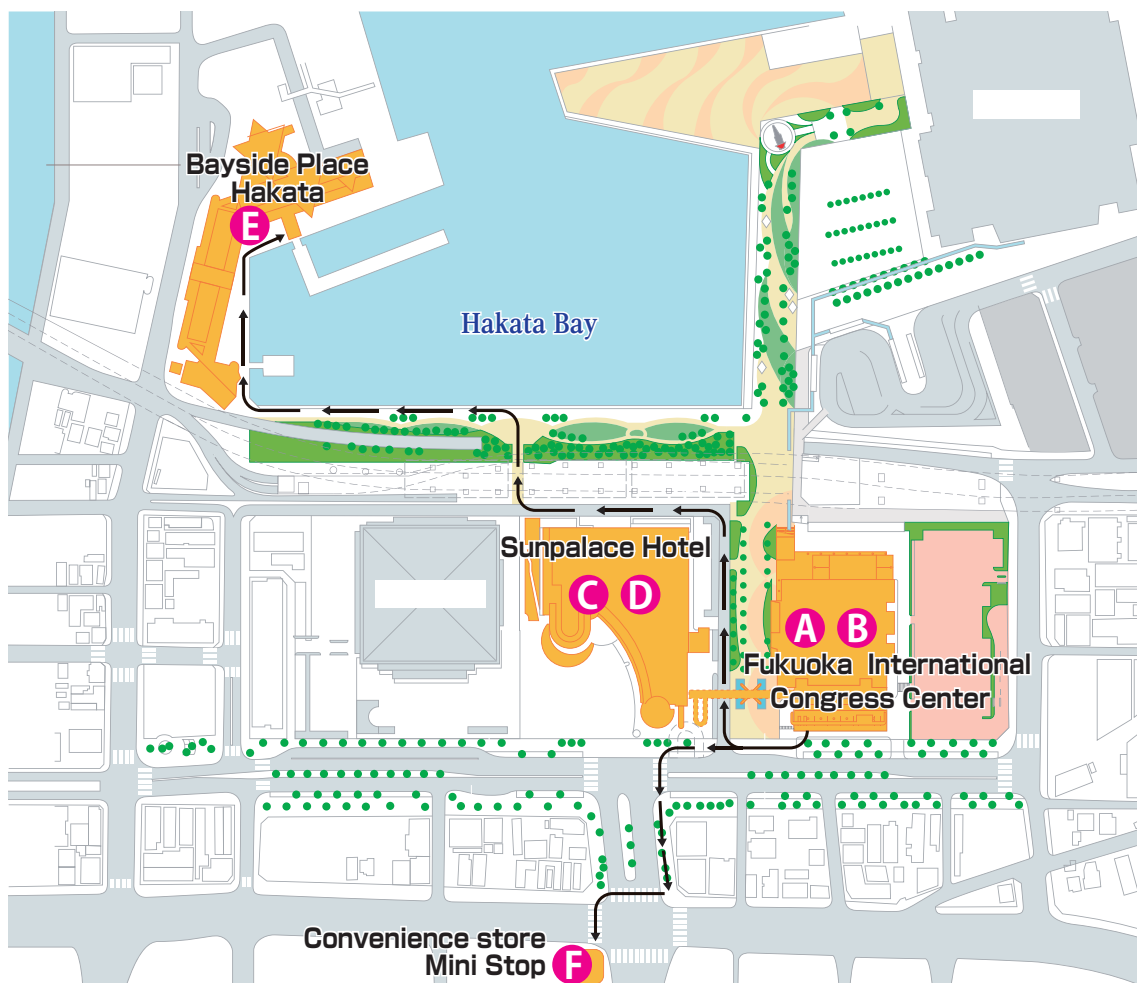 Bayside Place
Hakata
E
Hakata Bay
Sunpalace Hotel
C D
A B
Fukuoka International
Congress Center
Convenience store
Mini Stop F